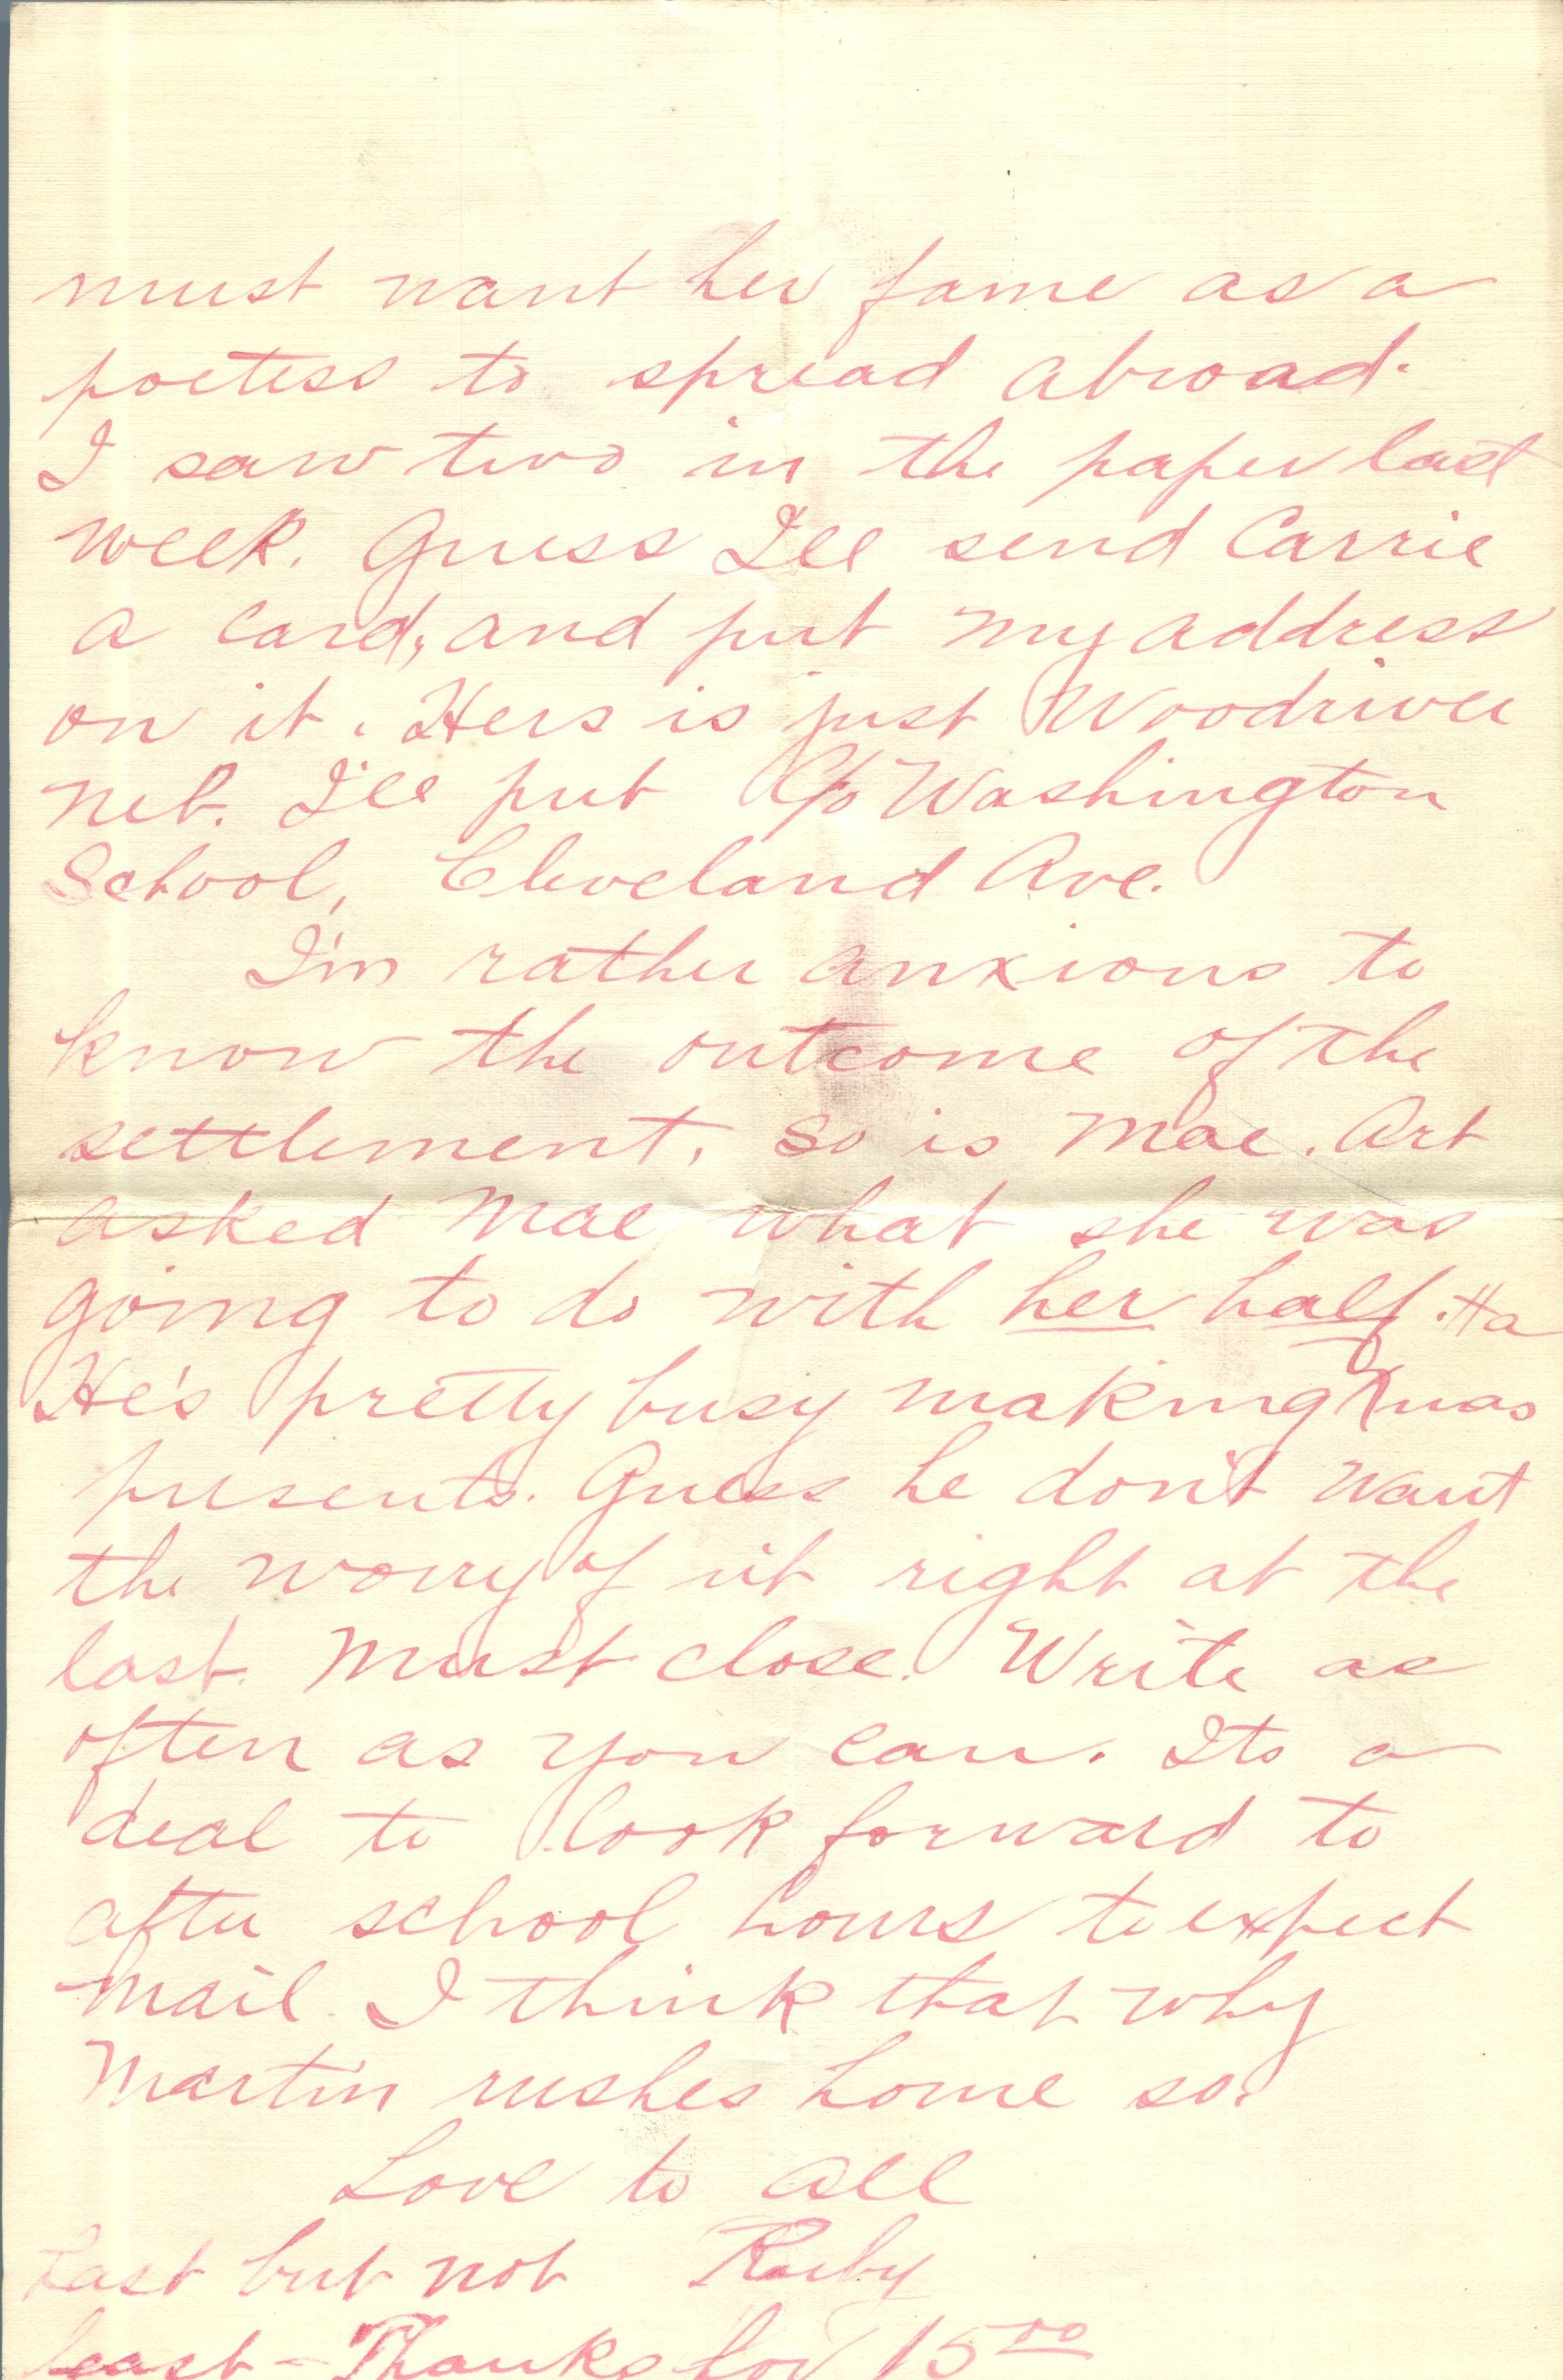 must want her fame as a
poetess to spread abroad.
I saw two in the paper last
week. Guess Ill send Carrie
a card, and put my address
on it. Hers is just Woodriver
Neb. I'll put C/o Washington
School, Cleveland Ave.
I'm rather anxious to
know the outcome of the
settlement. So is Mae. Art
asked Mae what she was
going to do with her half. Ha
He's pretty busy making Xmas
presents. Guess he don't want
the worry of it right at the
last. Must close. Write as
often as you can. Its a
deal to look forward to
after school hours to expect
mail. I think that why
Martin rushes home so.
Love to all
Last but not Ruby
least - Thanks for 15 00